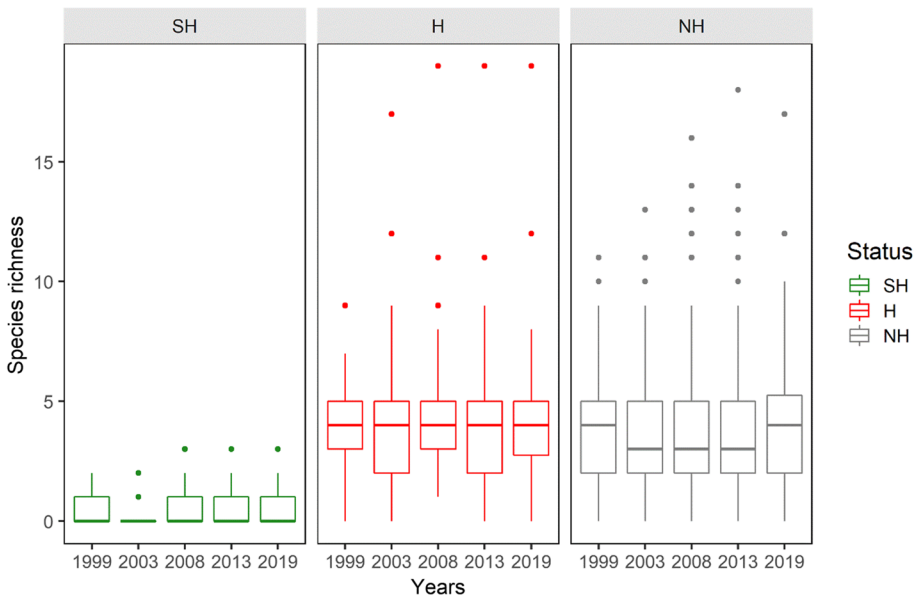 SH H NH
Species richness
15
10
5
0
1999 2003 2008 2013 2019 1999 2003 2008 2013 2019 1999 2003 2008 2013 2019
Years
Status
SH
H
NH